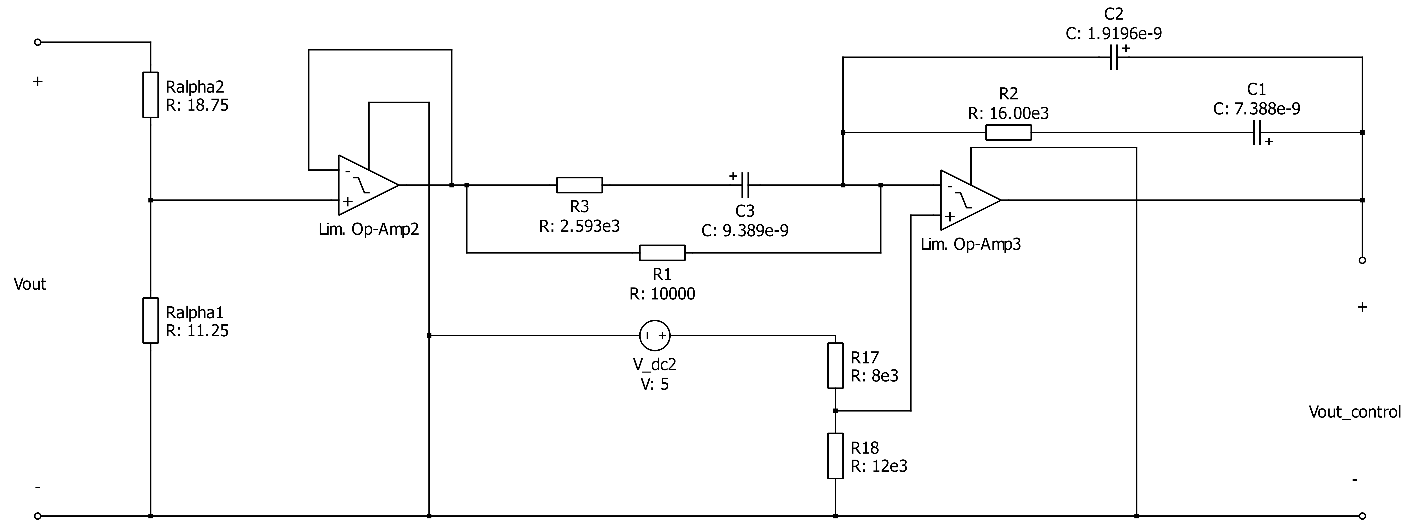 C2
C: 1.9196e-9
+
+
Ralpha2
R: 18.75
R2
R: 16.00e3
C1
C: 7.388e-9
+
-
+
Lim. Op-Amp2
R3
R: 2.593e3
+
C3
C: 9.389e-9
-
+
Lim. Op-Amp3
R1
R: 10000
Vout
Ralpha1
R: 11.25
+
V_dc2
V: 5
R17
R: 8e3
Vout_control
R18
R: 12e3
-
-